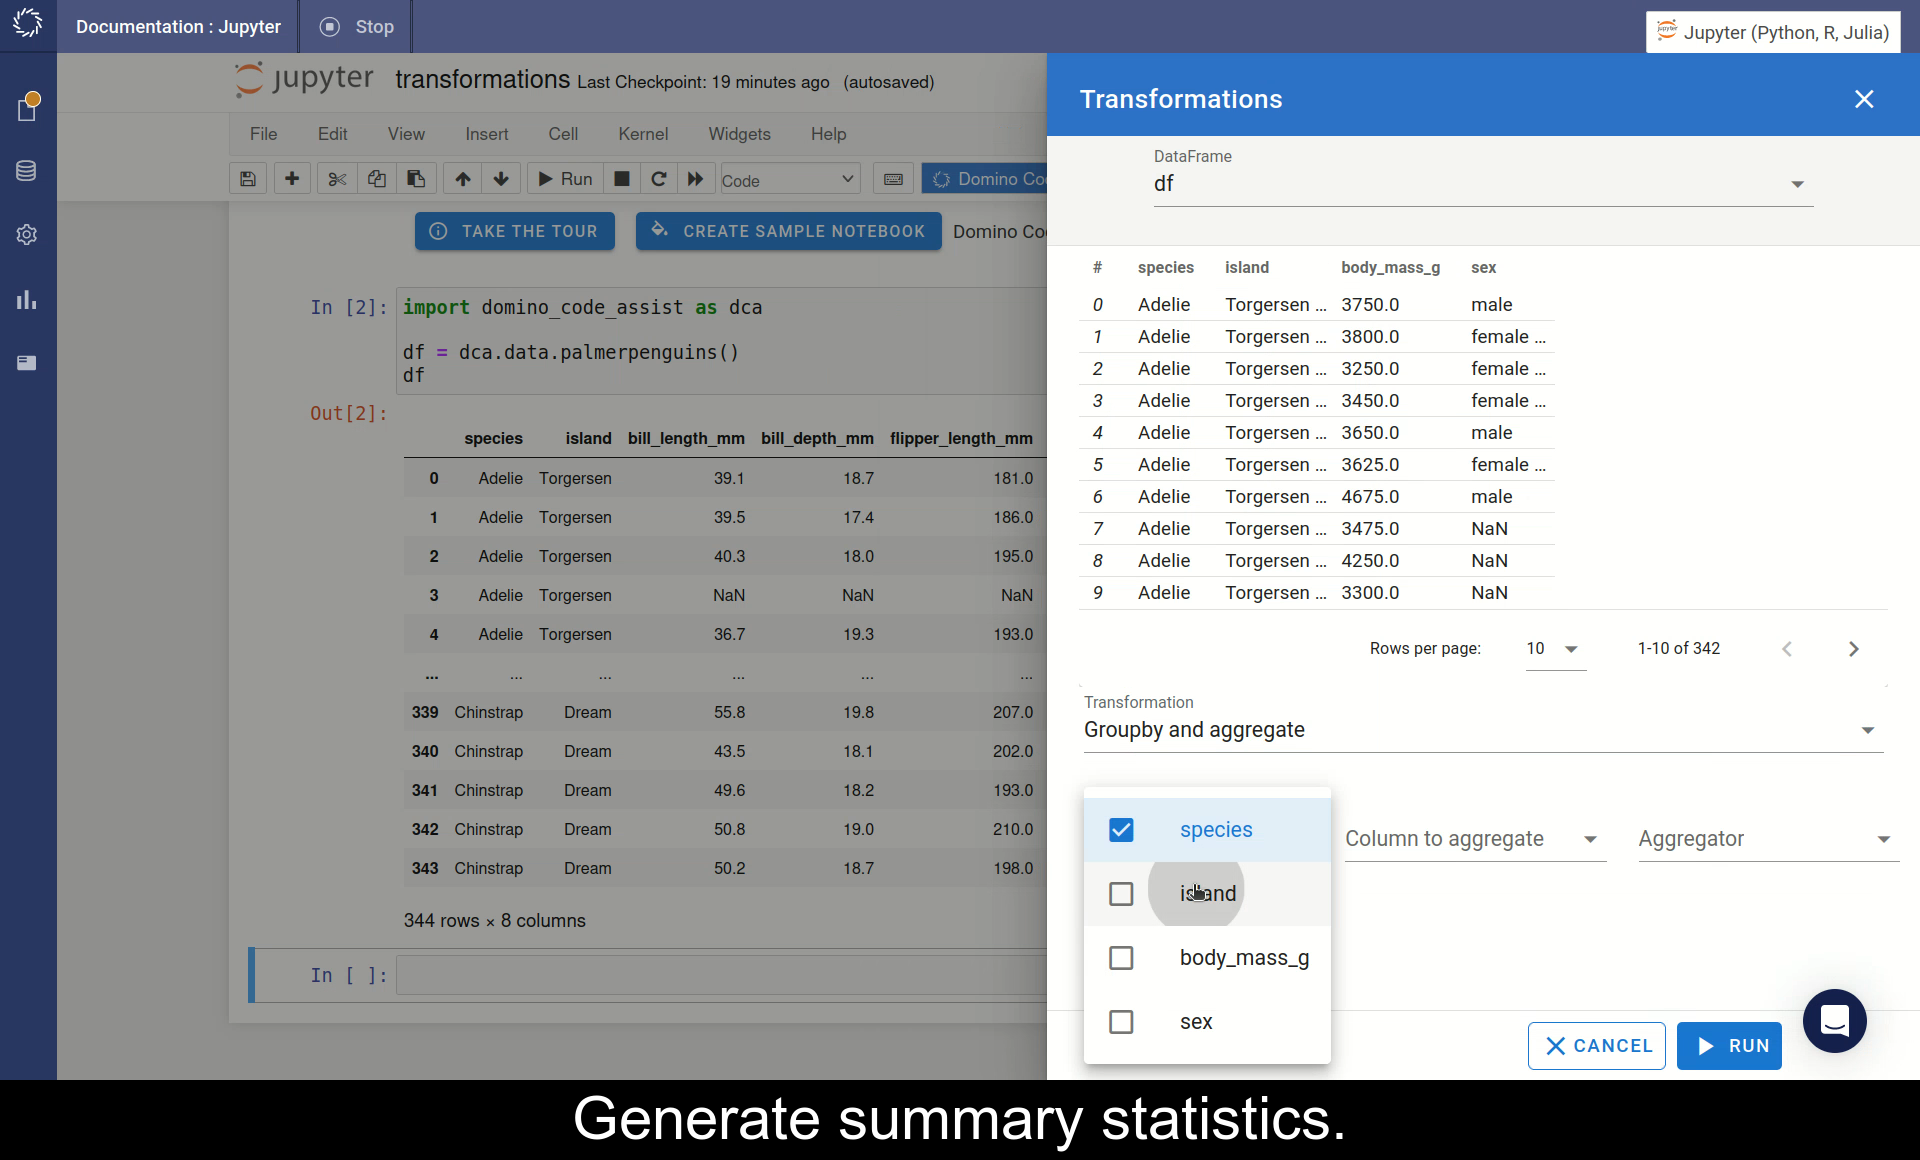 Documentation : Jupyter
Stop
Jupyter (Python, R, Julia)
jupyter transformations Last Checkpoint: 19 minutes ago (autosaved)
File Edit View Insert Cell Kernel Widgets Help
Run Code Domino Co
TAKE THE TOUR CREATE SAMPLE NOTEBOOK Domino Co
In [2]: import domino_code_assist as dca
df = dca.data.palmerpenguins()
df
Out[2]:
species island bill_length_mm bill_depth_mm flipper_length_mm
0 Adelie Torgersen 39.1 18.7 181.0
1 Adelie Torgersen 39.5 17.4 186.0
2 Adelie Torgersen 40.3 18.0 195.0
3 Adelie Torgersen NaN NaN NaN
4 Adelie Torgersen 36.7 19.3 193.0
... ... ... ... ... ...
339 Chinstrap Dream 55.8 19.8 207.0
340 Chinstrap Dream 43.5 18.1 202.0
341 Chinstrap Dream 49.6 18.2 193.0
342 Chinstrap Dream 50.8 19.0 210.0
343 Chinstrap Dream 50.2 18.7 198.0
344 rows × 8 columns
In [ ]:
Transformations
DataFrame
df
# species island body_mass_g sex
0 Adelie Torgersen ... 3750.0 male
1 Adelie Torgersen ... 3800.0 female ...
2 Adelie Torgersen ... 3250.0 female ...
3 Adelie Torgersen ... 3450.0 female ...
4 Adelie Torgersen ... 3650.0 male
5 Adelie Torgersen ... 3625.0 female ...
6 Adelie Torgersen ... 4675.0 male
7 Adelie Torgersen ... 3475.0 NaN
8 Adelie Torgersen ... 4250.0 NaN
9 Adelie Torgersen ... 3300.0 NaN
Rows per page: 10 1-10 of 342
Transformation
Groupby and aggregate
species
island
body_mass_g
sex
Column to aggregate
Aggregator
CANCEL
RUN
Generate summary statistics.